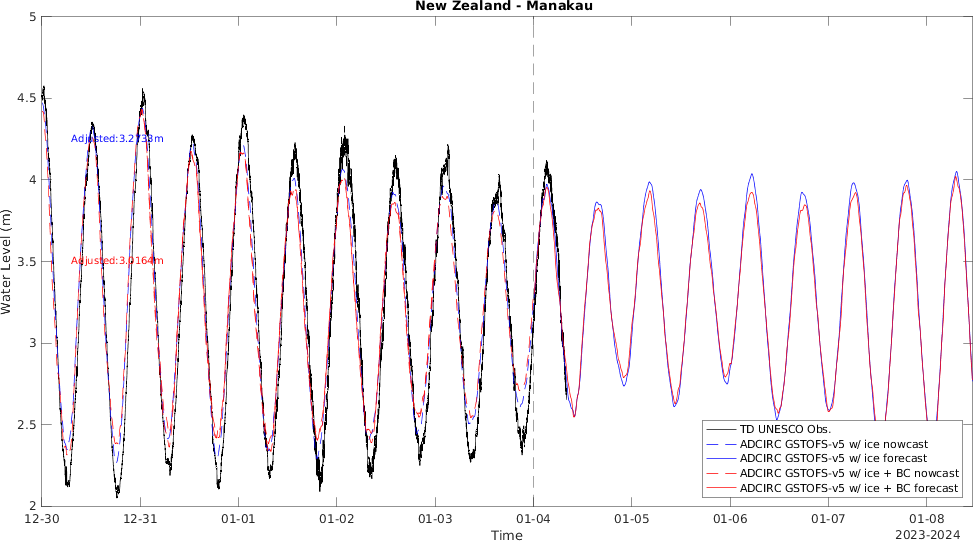 New Zealand - Manakau
5
4.5
4
3.5
3
2.5
2
Water Level (m)
Adjusted:3.2733m
Adjusted:3.0164m
TD UNESCO Obs.
ADCIRC GSTOFS-v5 w/ ice nowcast
ADCIRC GSTOFS-v5 w/ ice forecast
ADCIRC GSTOFS-v5 w/ ice + BC nowcast
ADCIRC GSTOFS-v5 w/ ice + BC forecast
12-30 12-31 01-01 01-02 01-03 01-04 01-05 01-06 01-07 01-08
Time
2023-2024